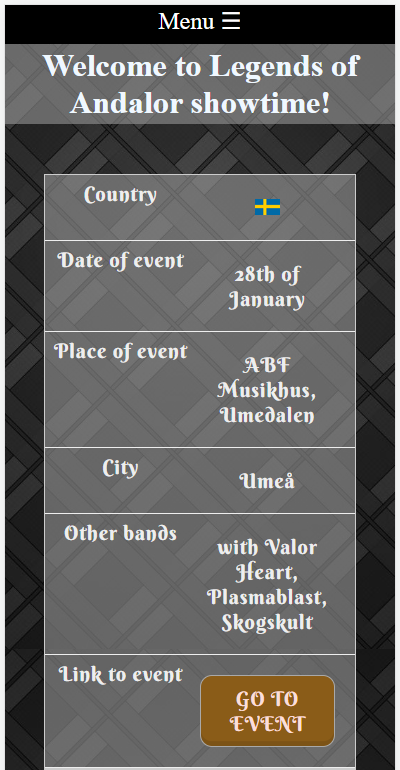 Menu ☰
Welcome to Legends of
Andalor showtime!
Country
Date of event
28th of
January
Place of event
ABF
Musikhus,
Umedalen
City
Umeå
Other bands
with Valor
Heart,
Plasmablast,
Skogskult
Link to event
GO TO
EVENT